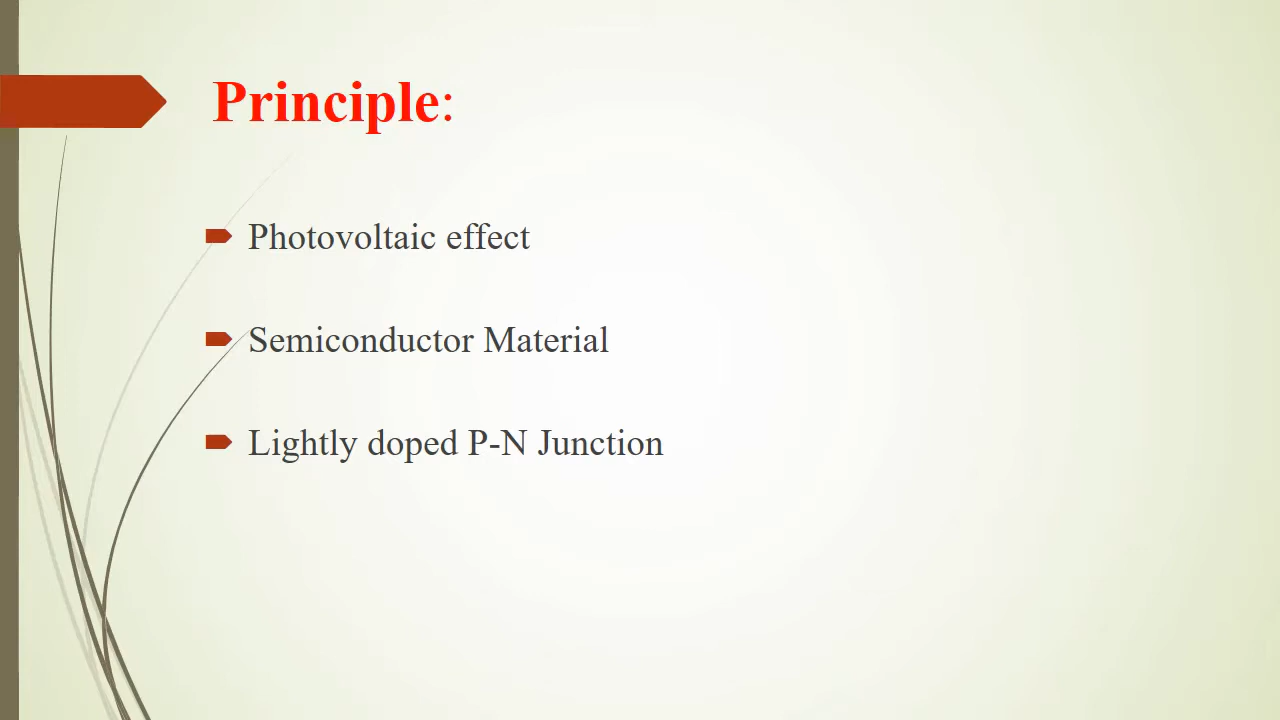 Principle:
Photovoltaic effect
Semiconductor Material
Lightly doped P-N Junction